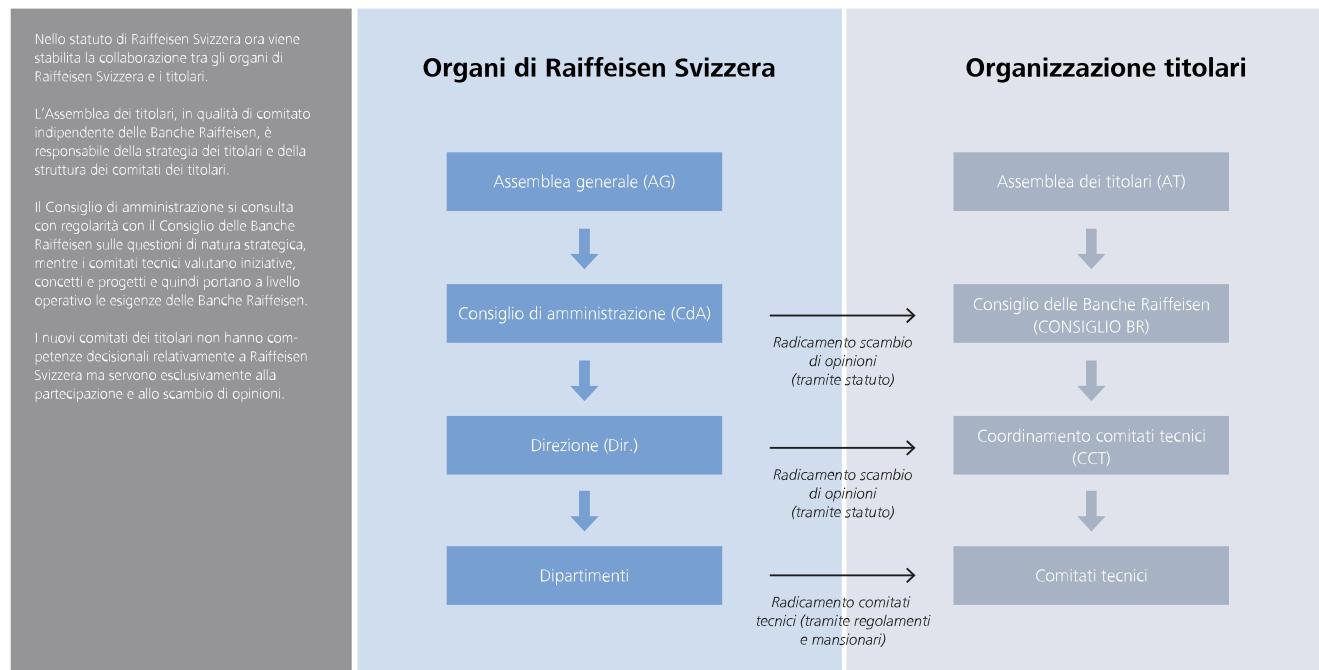 Nello statuto di Raiffeisen Svizzera ora viene
stabilita la collaborazione tra gli organi di
Raiffeisen Svizzera e i titolari.
L'Assemblea dei titolari, in qualità di comitato
indipendente delle Banche Raiffeisen, è
responsabile della strategia dei titolari e della
struttura dei comitati dei titolari.
Il Consiglio di amministrazione si consulta
con regolarità con il Consiglio delle Banche
Raiffeisen sulle questioni di natura strategica,
mentre i comitati tecnici valutano iniziative,
concetti e progetti e quindi portano a livello
operativo le esigenze delle Banche Raiffeisen.
I nuovi comitati dei titolari non hanno com-
petenze decisionali relativamente a Raiffeisen
Svizzera ma servono esclusivamente alla
partecipazione e allo scambio di opinioni.
Organi di Raiffeisen Svizzera
Assemblea generale (AG)
Consiglio di amministrazione (CdA)
Direzione (Dir.)
Dipartimenti
Radicamento scambio
di opinioni
(tramite statuto)
Radicamento scambio
di opinioni
(tramite statuto)
Radicamento comitati
tecnici (tramite regolamenti
e mansionari)
Organizzazione titolari
Assemblea dei titolari (AT)
Consiglio delle Banche Raiffeisen
(CONSIGLIO BR)
Coordinamento comitati tecnici
(CCT)
Comitati tecnici